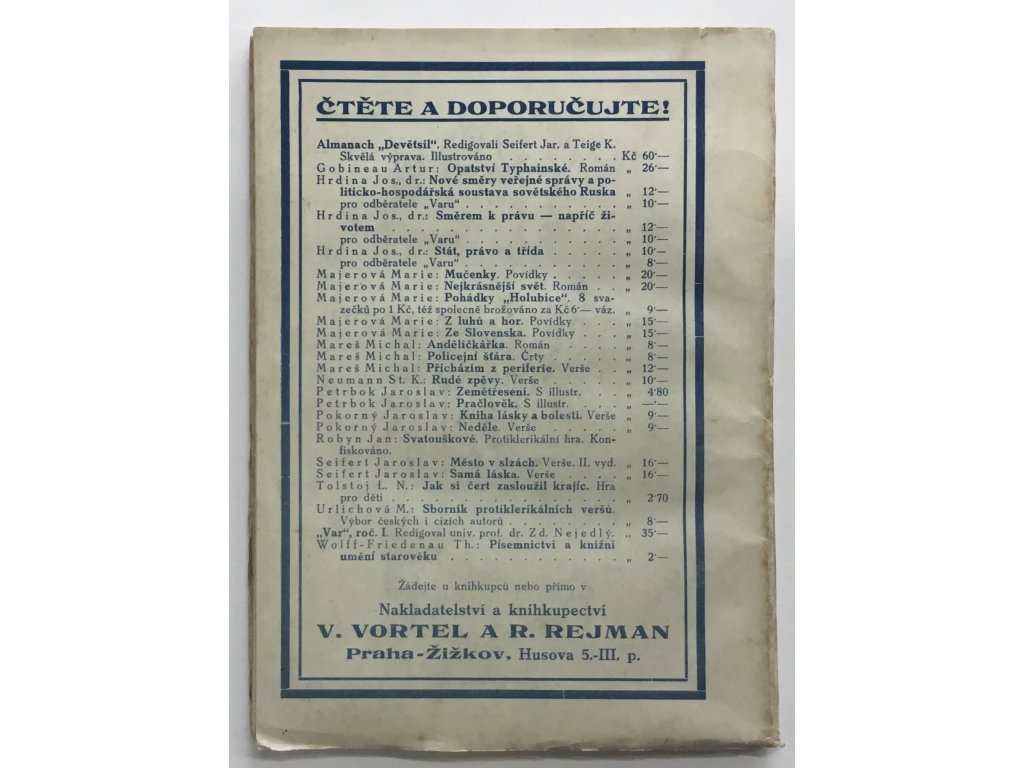 ČTĚTE A DOPORUČUJTE!
Almanach „Devětsil". Redigovali Seifert Jar. a Teige K.
Skvělá výprava. Illustrováno . . . . . . . . Kč 60·—
Gobineau Artur: Opatství Typhainské. Román „ 26·—
Hrdina Jos., dr.: Nové směry veřejné správy a po-
liticko-hospodářská soustava sovětského Ruska „ 12·—
pro odběratele „Varu" . . . . . . . . . . . „ 10·—
Hrdina Jos., dr.: Směrem k právu — napříč ži-
votem . . . . . . . . . . . . . . . . . „ 12·—
pro odběratele „Varu" . . . . . . . . . . . „ 10·—
Hrdina Jos., dr.: Stát, právo a třída . . . . . „ 10·—
pro odběratele „Varu" . . . . . . . . . . . „ 8·—
Majerová Marie: Mučenky. Povídky . . . . . „ 20·—
Majerová Marie: Nejkrásnější svět. Román . . „ 20·—
Majerová Marie: Pohádky „Holubice". 8 sva-
zečků po 1 Kč, též společně brožováno za Kč 6·— váz. „ 9·—
Majerová Marie: Z luhů a hor. Povídky . . . „ 15·—
Majerová Marie: Ze Slovenska. Povídky . . . „ 15·—
Mareš Michal: Andělíčkářka. Román . . . . . „ 8·—
Mareš Michal: Policejní šťára. Črty . . . . . „ 8·—
Mareš Michal: Přicházím z periferie. Verše . . „ 12·—
Neumann St. K.: Rudé zpěvy. Verše . . . . . „ 10·—
Petrbok Jaroslav: Zemětřesení. S illustr. . . . „ 4·80
Petrbok Jaroslav: Pračlověk. S illustr. . . . „ —·—
Pokorný Jaroslav: Kniha lásky a bolesti. Verše „ 9·—
Pokorný Jaroslav: Neděle. Verše . . . . . . „ 9·—
Robyn Jan: Svatouškové. Protiklerikální hra. Kon-
fiskováno.
Seifert Jaroslav: Město v slzách. Verše. II. vyd. „ 16·—
Seifert Jaroslav: Samá láska. Verše . . . . . „ 16·—
Tolstoj L. N.: Jak si čert zasloužil krajíc. Hra
pro děti . . . . . . . . . . . . . . . . „ 2·70
Urlichová M.: Sborník protiklerikálních veršů.
Výbor českých i cizích autorů . . . . . . . „ 8·—
„Var", roč. I. Redigoval univ. prof. dr. Zd. Nejedlý. „ 35·—
Wolff-Friedenau Th.: Písemnictví a knižní
umění starověku . . . . . . . . . . . . „ 2·—
Žádejte u knihkupců nebo přímo v
Nakladatelství a knihkupectví
V. VORTEL A R. REJMAN
Praha-Žižkov, Husova 5.-III. p.